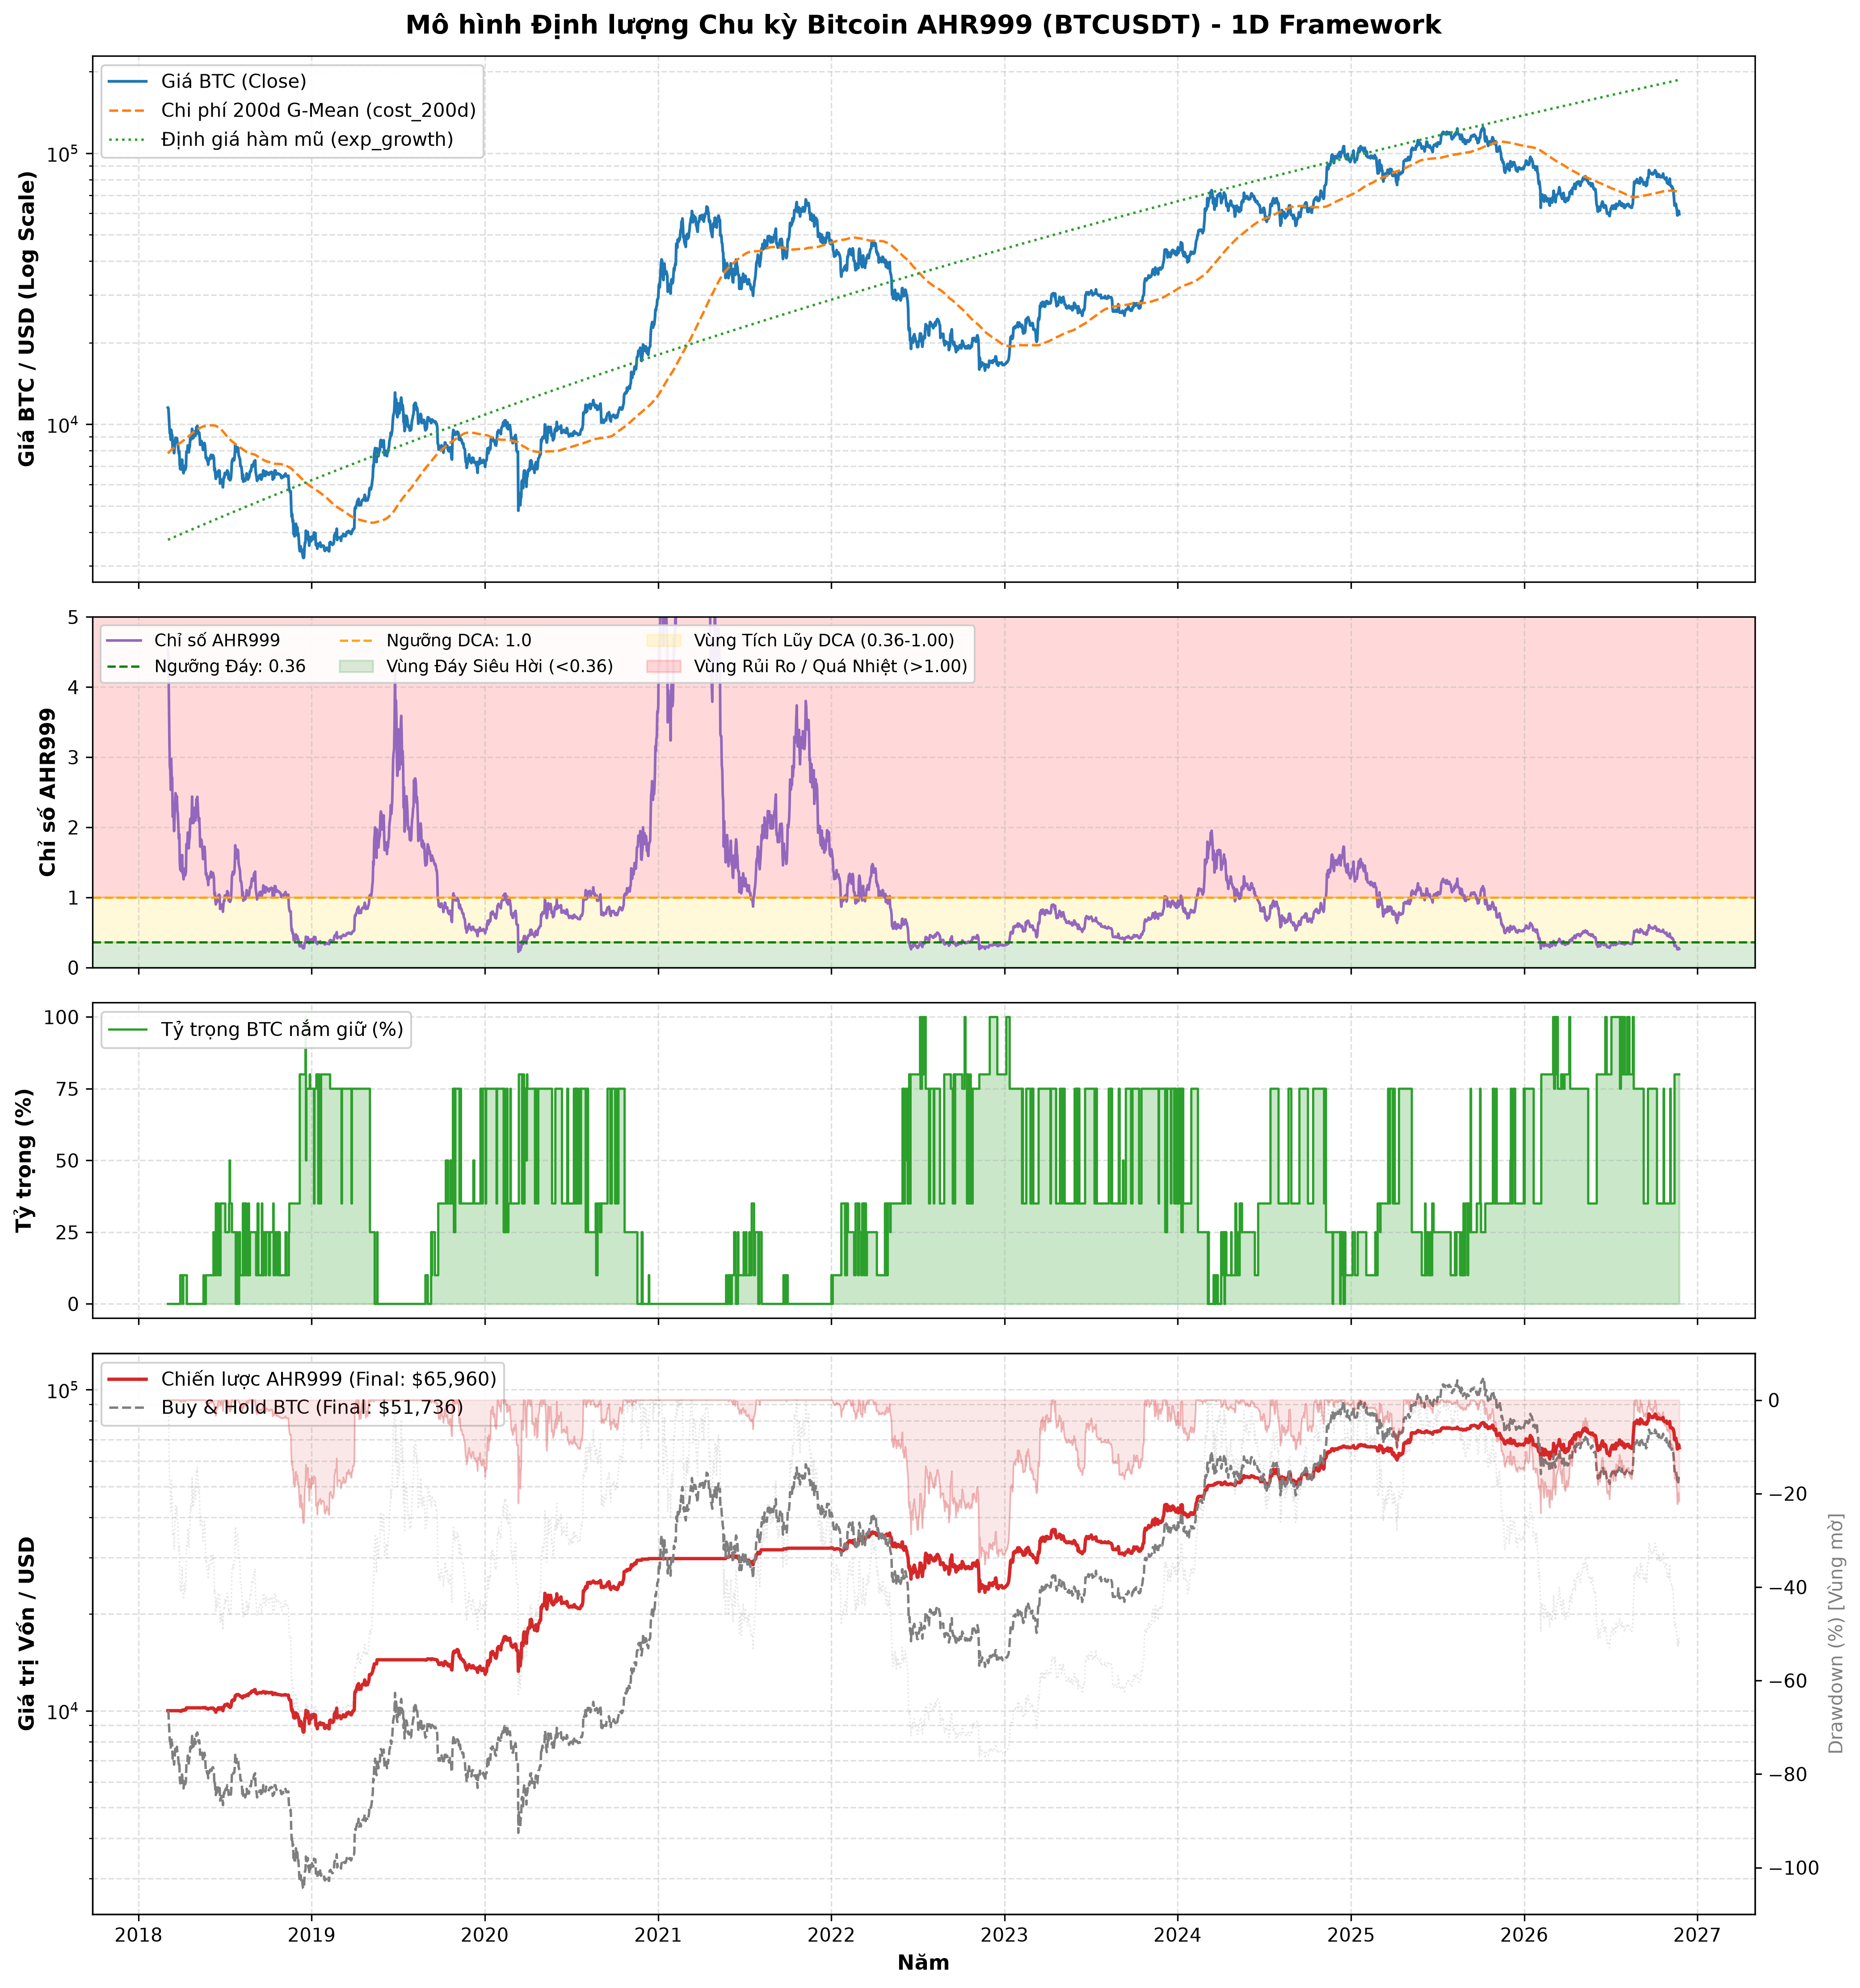 Mô hình Định lượng Chu kỳ Bitcoin AHR999 (BTCUSDT) - 1D Framework
Giá BTC / USD (Log Scale)
Giá BTC (Close)
Chi phí 200d G-Mean (cost_200d)
Định giá hàm mũ (exp_growth)
10^5
10^4
Chỉ số AHR999
Chỉ số AHR999
Ngưỡng DCA: 1.0
Vùng Tích Lũy DCA (0.36-1.00)
Ngưỡng Đáy: 0.36
Vùng Đáy Siêu Hời (<0.36)
Vùng Rủi Ro / Quá Nhiệt (>1.00)
5
4
3
2
1
0
Tỷ trọng (%)
Tỷ trọng BTC nắm giữ (%)
100
75
50
25
0
Giá trị Vốn / USD
Chiến lược AHR999 (Final: $65,960)
Buy & Hold BTC (Final: $51,736)
10^5
10^4
0
−20
−40
−60
−80
−100
Drawdown (%) [Vùng mờ]
2018 2019 2020 2021 2022 2023 2024 2025 2026 2027
Năm